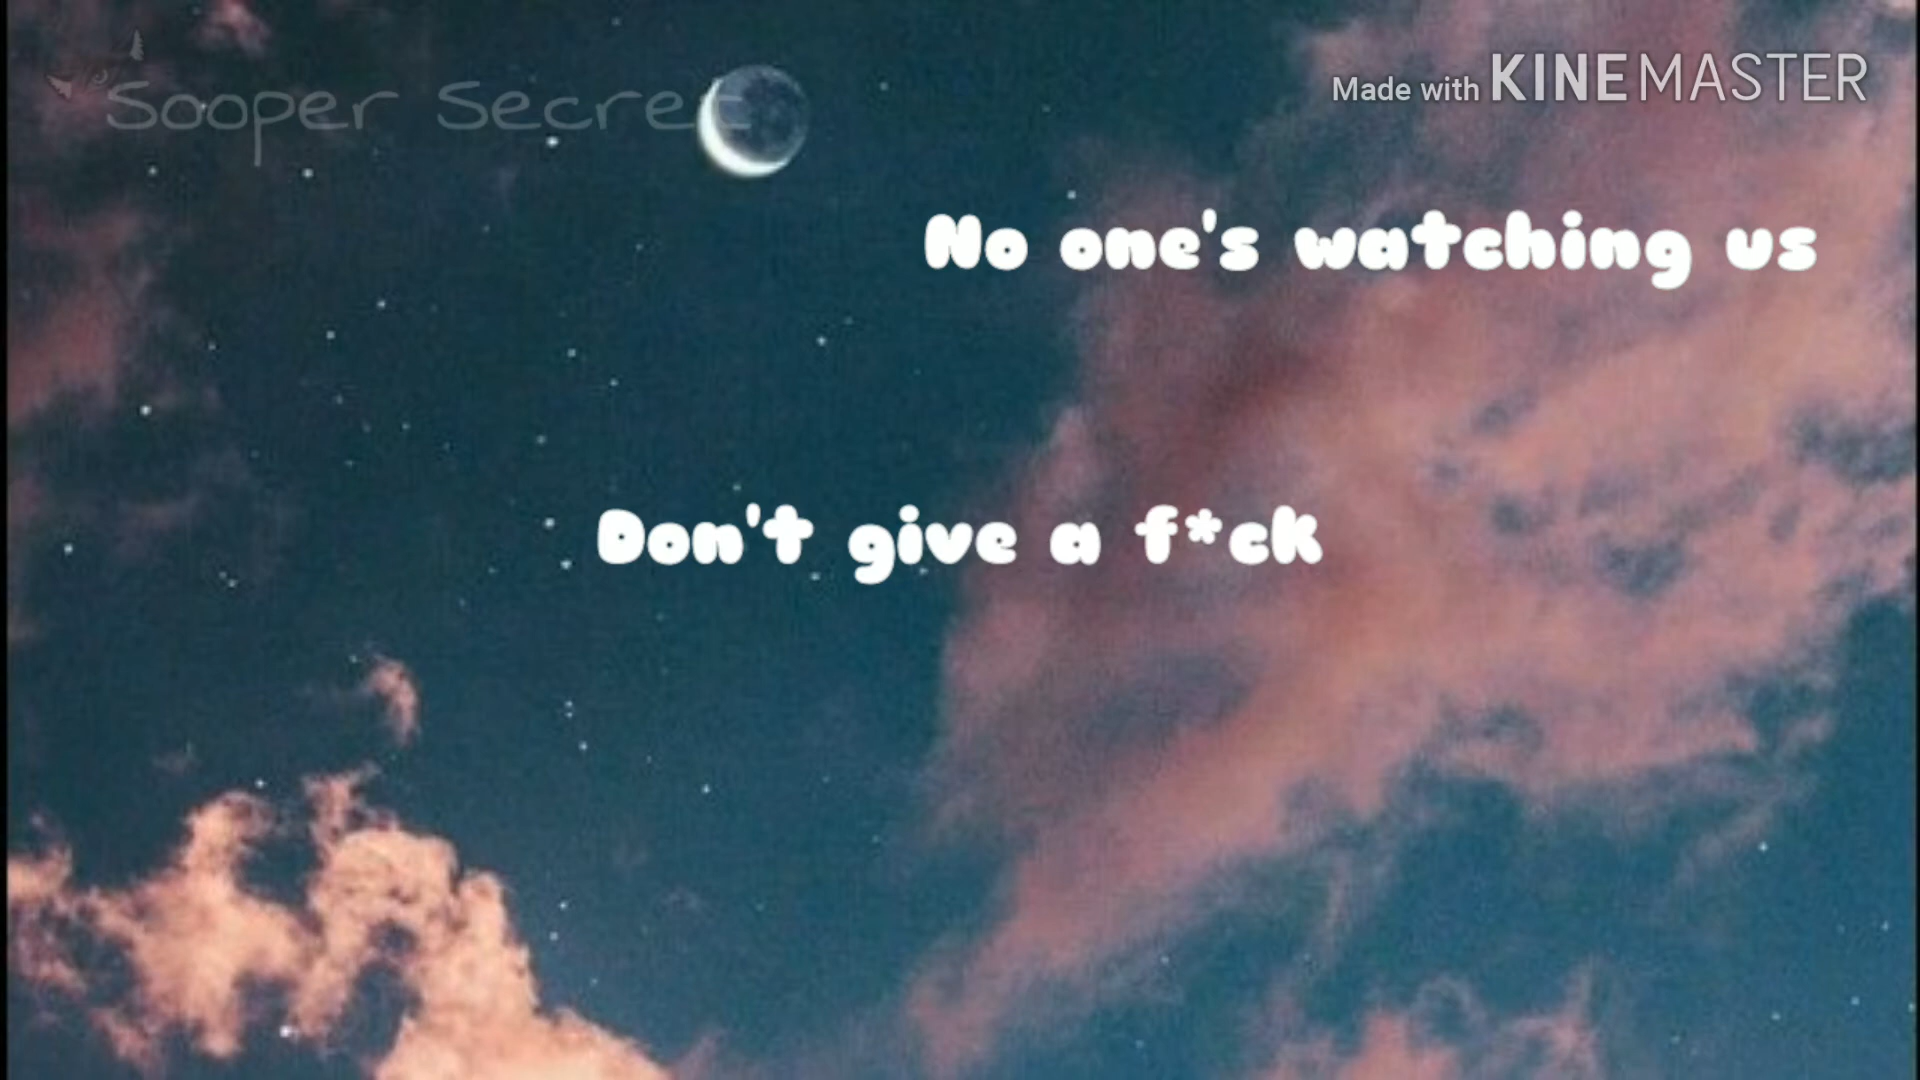 Sooper Secret
Made with KINEMASTER
No one's watching us
Don't give a f*ck